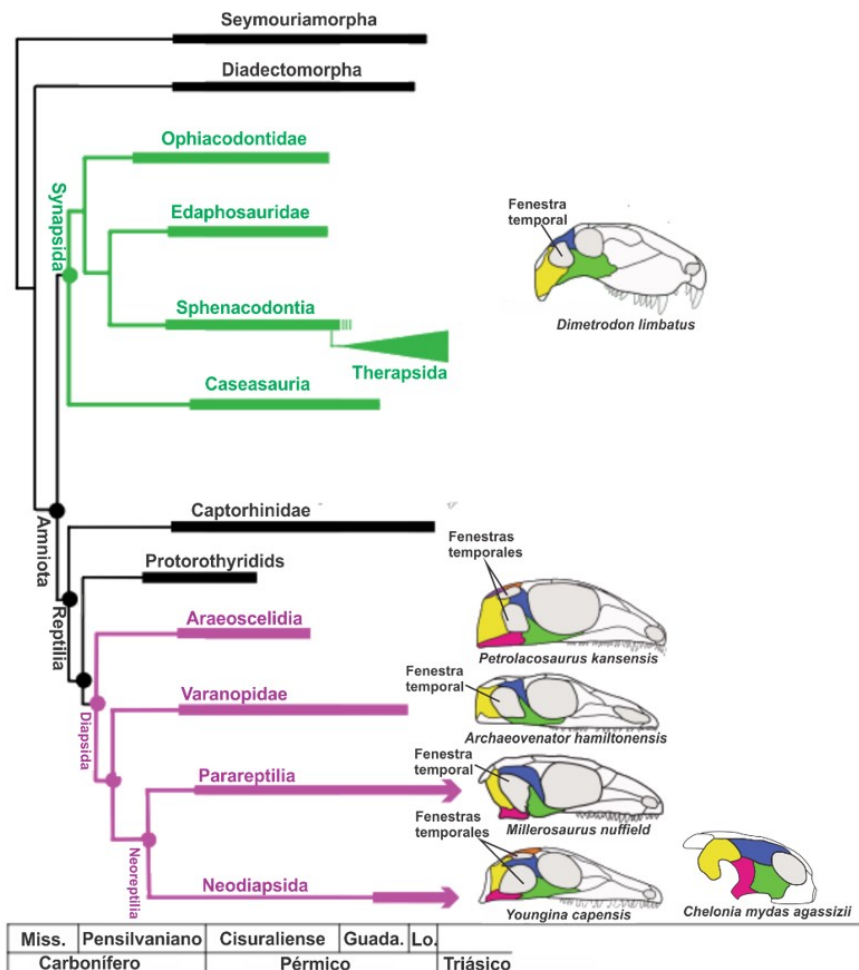 Seymouriamorpha
Diadectomorpha
Ophiacodontidae
Synapsida
Edaphosauridae
Fenestra
temporal
Sphenacodontia
Dimetrodon limbatus
Therapsida
Caseasauria
Captorhinidae
Amniota
Protorothyridids
Fenestras
temporales
Reptilia
Araeoscelidia
Petrolacosaurus kansensis
Varanopidae
Fenestra
temporal
Diapsida
Archaeovenator hamiltonensis
Parareptilia
Fenestra
temporal
Millerosaurus nuffield
Fenestras
temporales
Neoreptilia
Neodiapsida
Youngina capensis
Chelonia mydas agassizii
Miss. Pensilvaniano Cisuraliense Guada. Lo.
Carbonífero Pérmico Triásico